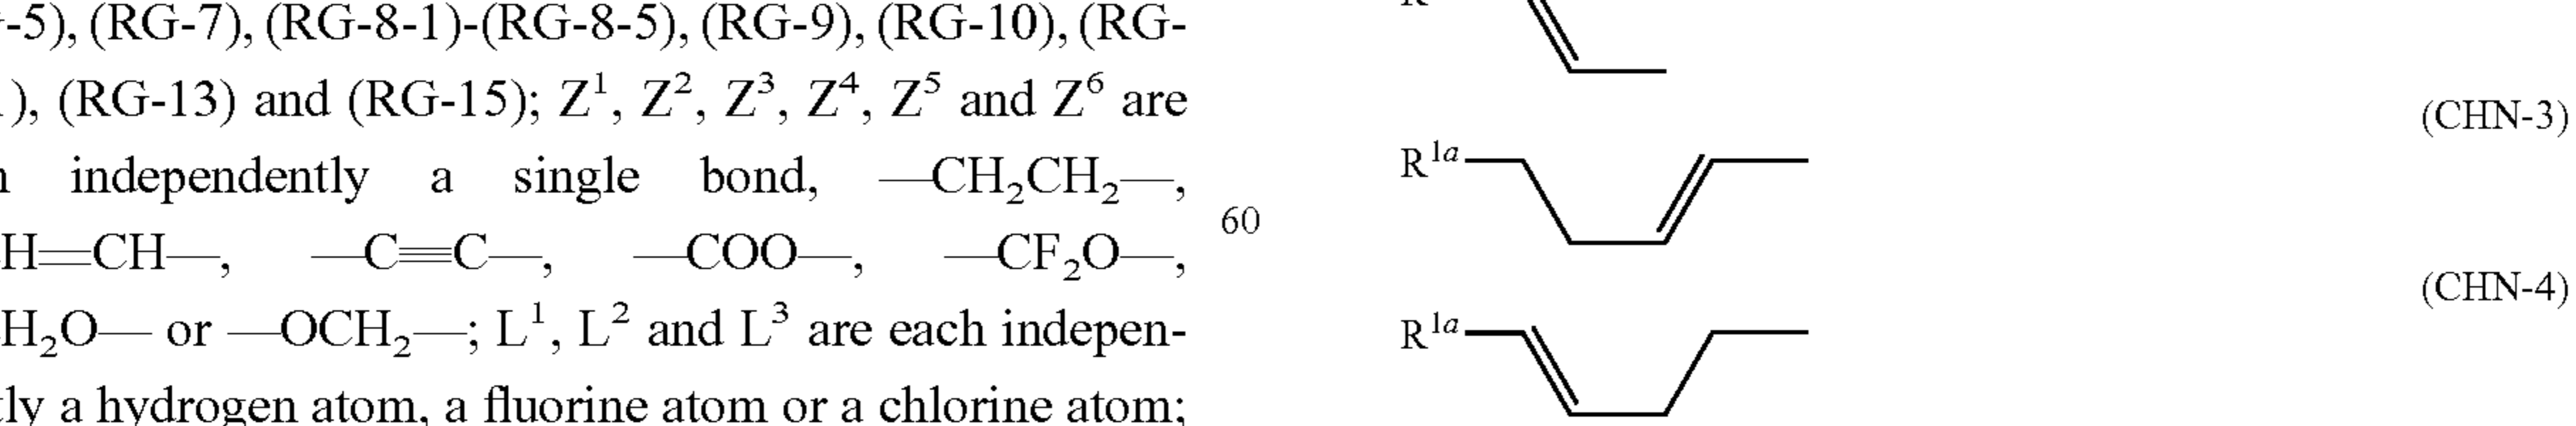 -5), (RG-7), (RG-8-1)-(RG-8-5), (RG-9), (RG-10), (RG-
), (RG-13) and (RG-15); Z¹, Z², Z³, Z⁴, Z⁵ and Z⁶ are
independently a single bond, —CH₂CH₂—,
H═CH—, —C≡C—, —COO—, —CF₂O—,
H₂O— or —OCH₂—; L¹, L² and L³ are each indepen-
tly a hydrogen atom, a fluorine atom or a chlorine atom;
60
(CHN-3)
R¹ᵃ
(CHN-4)
R¹ᵃ